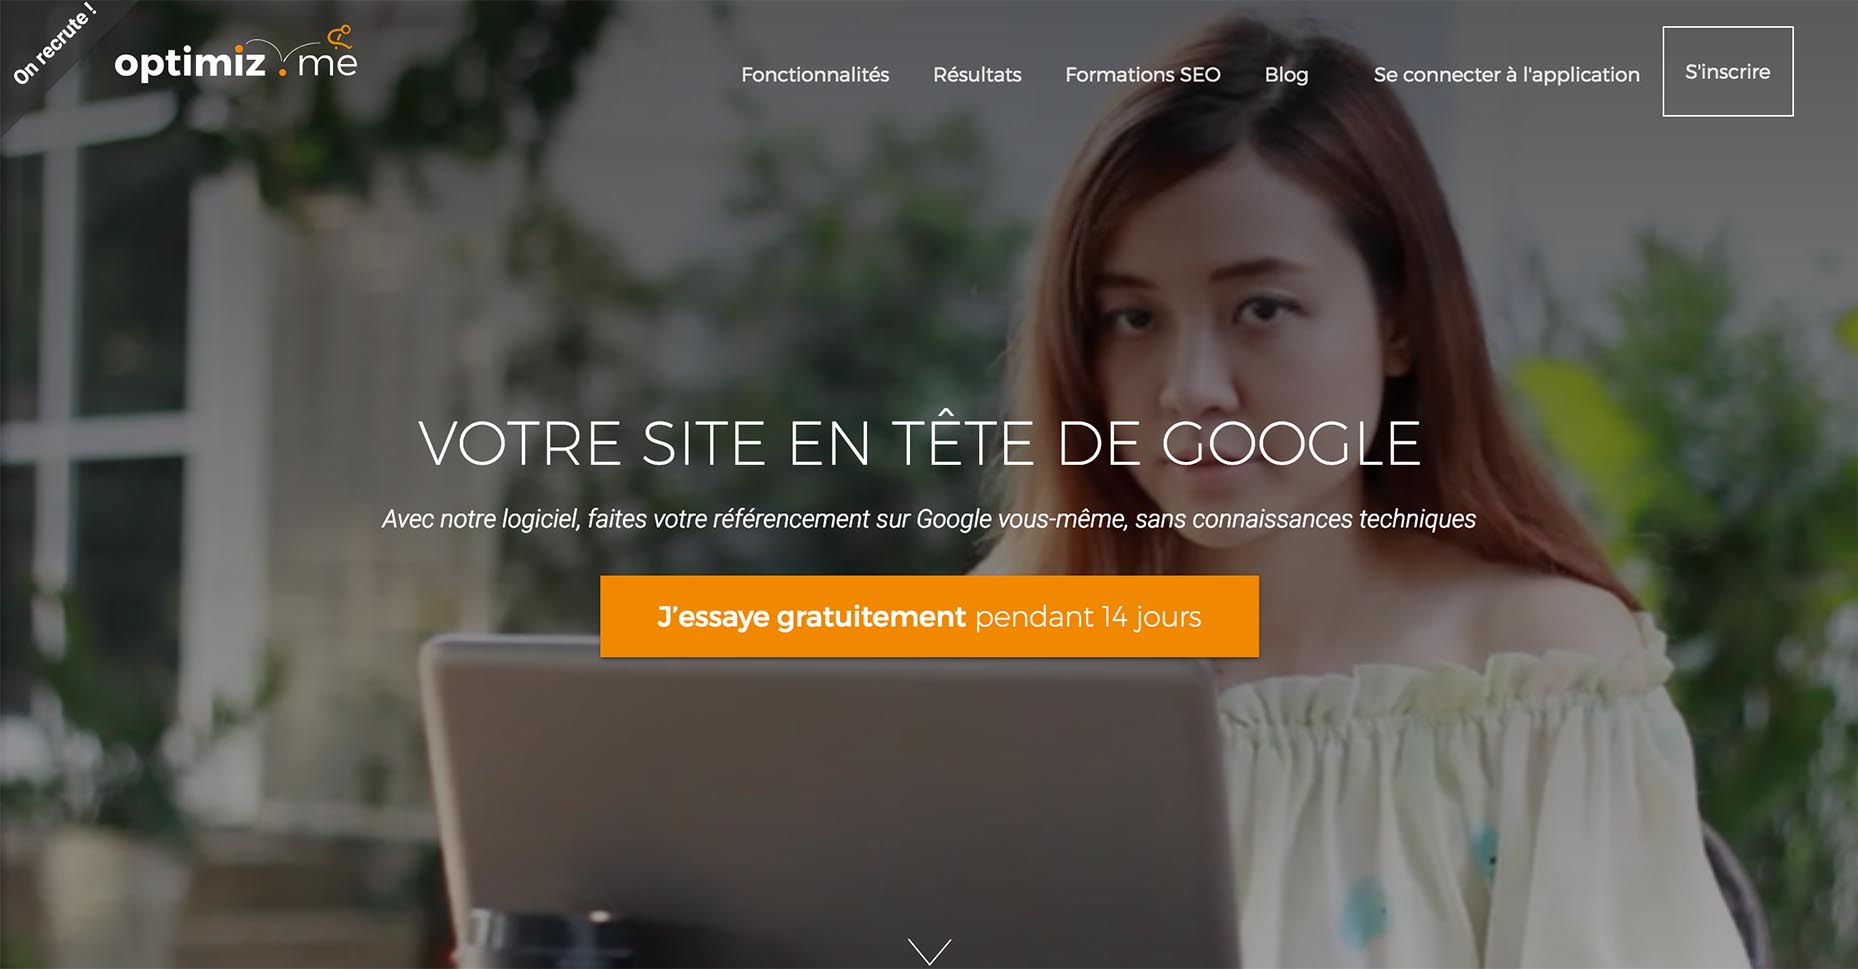 On recrute !
optimiz.me
Fonctionnalités
Résultats
Formations SEO
Blog
Se connecter à l'application
S'inscrire
VOTRE SITE EN TÊTE DE GOOGLE
Avec notre logiciel, faites votre référencement sur Google vous-même, sans connaissances techniques
J’essaye gratuitement pendant 14 jours